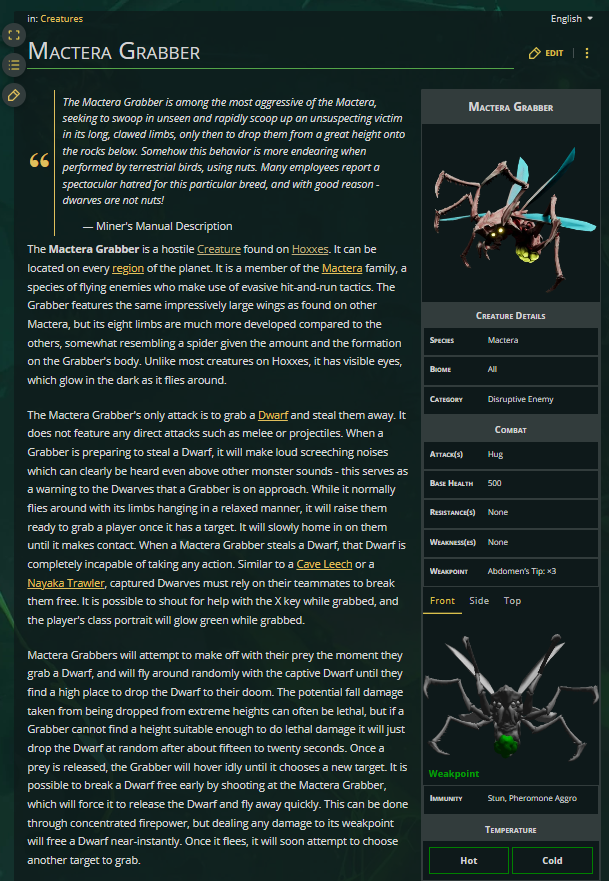 in: Creatures
English
Mactera Grabber
EDIT
The Mactera Grabber is among the most aggressive of the Mactera,
seeking to swoop in unseen and rapidly scoop up an unsuspecting victim
in its long, clawed limbs, only then to drop them from a great height onto
the rocks below. Somehow this behavior is more endearing when
performed by terrestrial birds, using nuts. Many employees report a
spectacular hatred for this particular breed, and with good reason -
dwarves are not nuts!
— Miner's Manual Description
The Mactera Grabber is a hostile Creature found on Hoxxes. It can be
located on every region of the planet. It is a member of the Mactera family, a
species of flying enemies who make use of evasive hit-and-run tactics. The
Grabber features the same impressively large wings as found on other
Mactera, but its eight limbs are much more developed compared to the
others, somewhat resembling a spider given the amount and the formation
on the Grabber's body. Unlike most creatures on Hoxxes, it has visible eyes,
which glow in the dark as it flies around.
The Mactera Grabber's only attack is to grab a Dwarf and steal them away. It
does not feature any direct attacks such as melee or projectiles. When a
Grabber is preparing to steal a Dwarf, it will make loud screeching noises
which can clearly be heard even above other monster sounds - this serves as
a warning to the Dwarves that a Grabber is on approach. While it normally
flies around with its limbs hanging in a relaxed manner, it will raise them
ready to grab a player once it has a target. It will slowly home in on them
until it makes contact. When a Mactera Grabber steals a Dwarf, that Dwarf is
completely incapable of taking any action. Similar to a Cave Leech or a
Nayaka Trawler, captured Dwarves must rely on their teammates to break
them free. It is possible to shout for help with the X key while grabbed, and
the player's class portrait will glow green while grabbed.
Mactera Grabbers will attempt to make off with their prey the moment they
grab a Dwarf, and will fly around randomly with the captive Dwarf until they
find a high place to drop the Dwarf to their doom. The potential fall damage
taken from being dropped from extreme heights can often be lethal, but if a
Grabber cannot find a height suitable enough to do lethal damage it will just
drop the Dwarf at random after about fifteen to twenty seconds. Once a
prey is released, the Grabber will hover idly until it chooses a new target. It is
possible to break a Dwarf free early by shooting at the Mactera Grabber,
which will force it to release the Dwarf and fly away quickly. This can be done
through concentrated firepower, but dealing any damage to its weakpoint
will free a Dwarf near-instantly. Once it flees, it will soon attempt to choose
another target to grab.
Mactera Grabber
Creature Details
Species Mactera
Biome All
Category Disruptive Enemy
Combat
Attack(s) Hug
Base Health 500
Resistance(s) None
Weakness(es) None
Weakpoint Abdomen's Tip: ×3
Front Side Top
Weakpoint
Immunity Stun, Pheromone Aggro
Temperature
Hot Cold